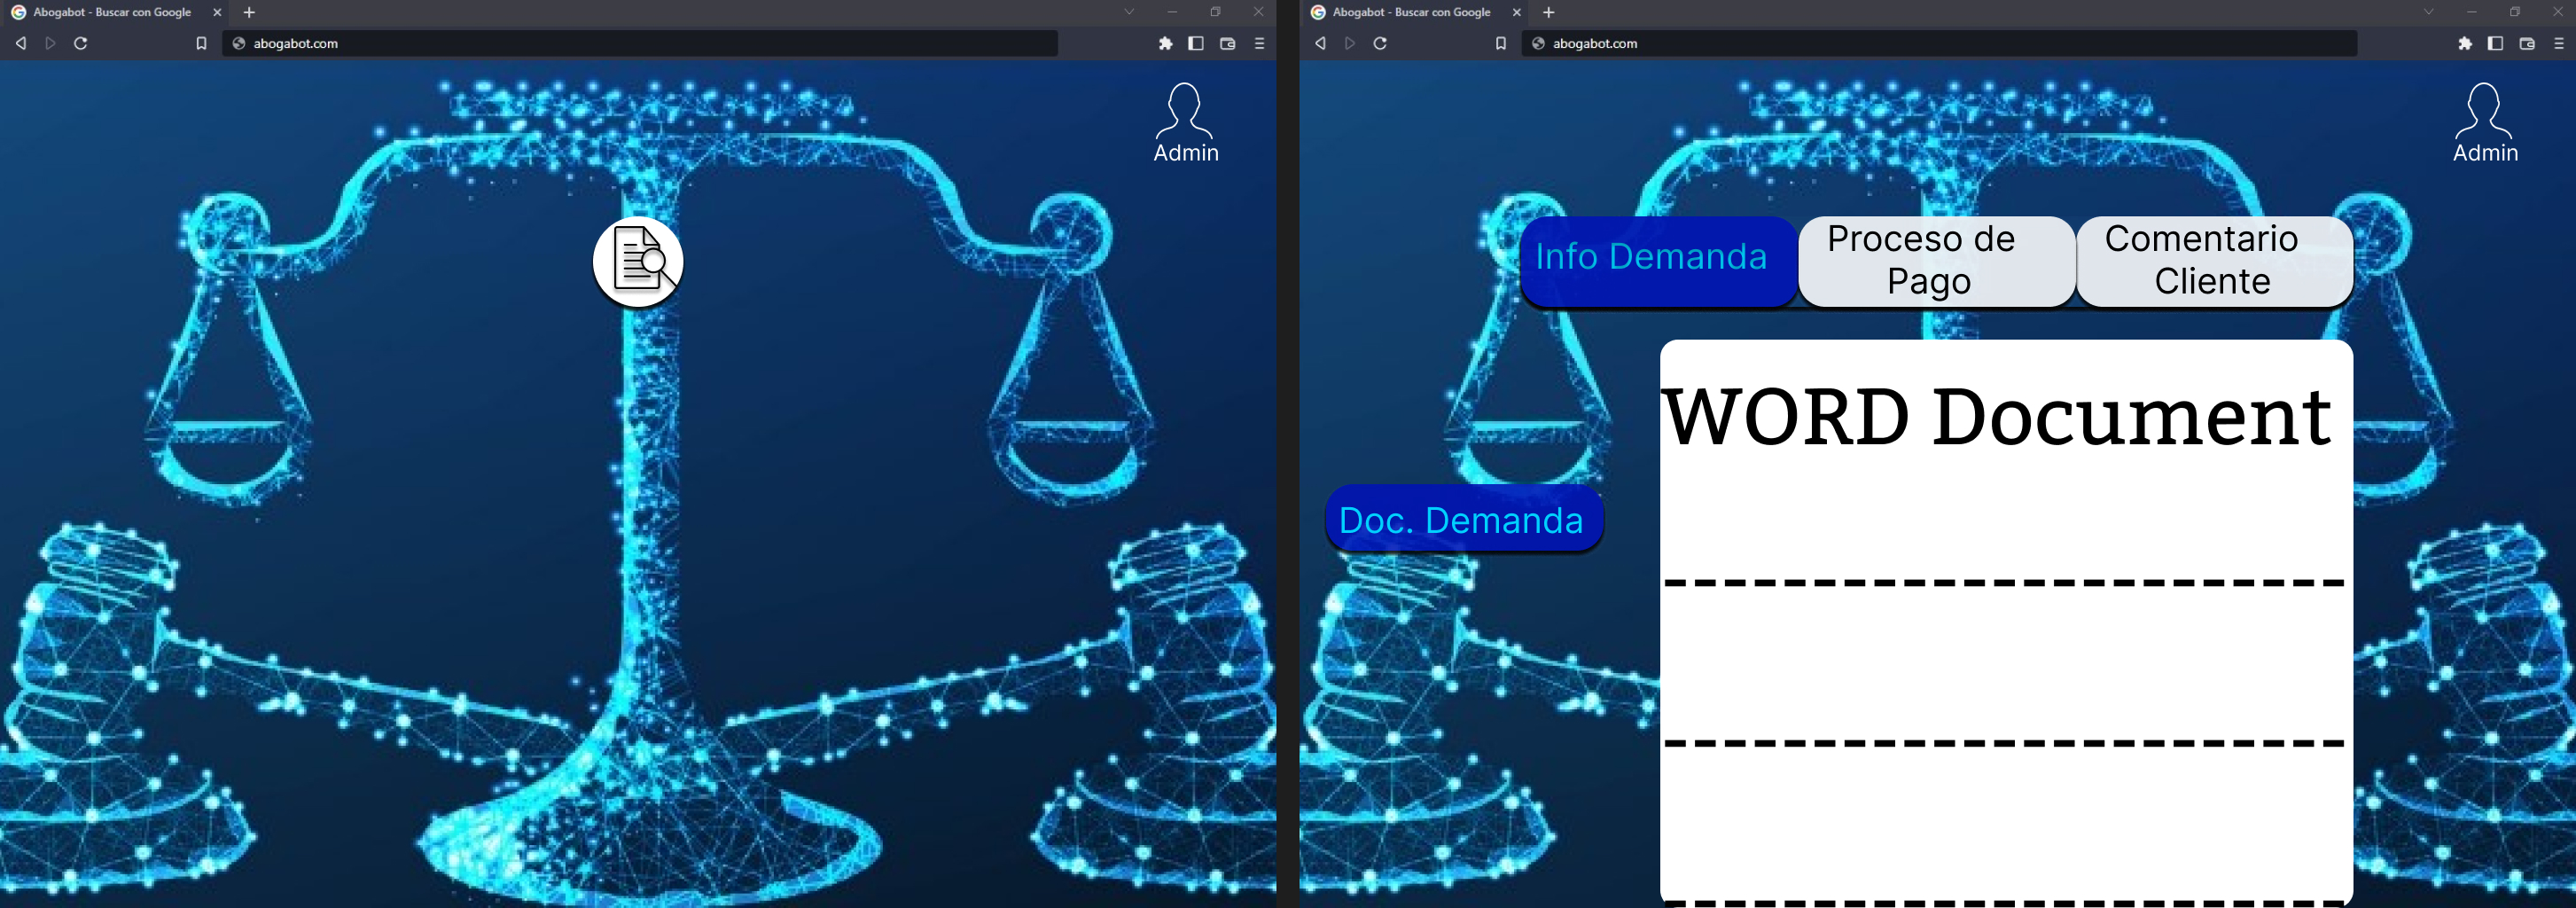 Abogabot - Buscar con Google
abogabot.com
Admin
Abogabot - Buscar con Google
abogabot.com
Admin
Info Demanda
Proceso de
Pago
Comentario
Cliente
WORD Document
Doc. Demanda